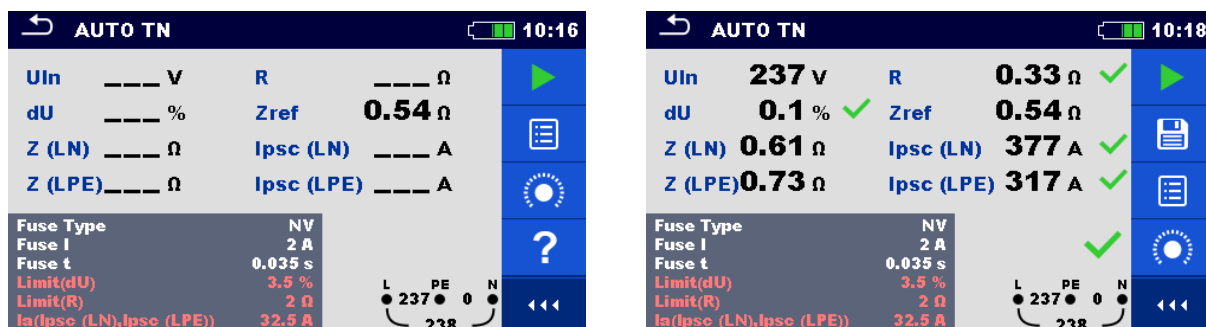 AUTO TN 10:16
Uln ___ V R ___ Ω
dU ___ % Zref 0.54 Ω
Z (LN) ___ Ω Ipsc (LN) ___ A
Z (LPE) ___ Ω Ipsc (LPE) ___ A
?
Fuse Type NV
Fuse I 2 A
Fuse t 0.035 s
Limit(dU) 3.5 %
Limit(R) 2 Ω
Ia(Ipsc (LN),Ipsc (LPE)) 32.5 A
L PE N
237 0
238
AUTO TN 10:18
Uln 237 V R 0.33 Ω
dU 0.1 % Zref 0.54 Ω
Z (LN) 0.61 Ω Ipsc (LN) 377 A
Z (LPE) 0.73 Ω Ipsc (LPE) 317 A
Fuse Type NV
Fuse I 2 A
Fuse t 0.035 s
Limit(dU) 3.5 %
Limit(R) 2 Ω
Ia(Ipsc (LN),Ipsc (LPE)) 32.5 A
L PE N
237 0
238